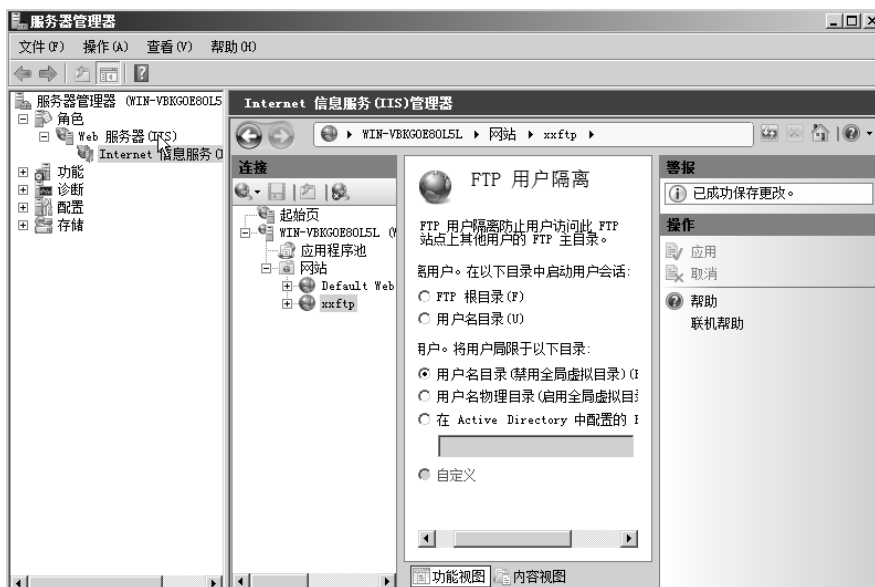 服务器管理器
文件(F) 操作(A) 查看(V) 帮助(H)
服务器管理器 (WIN-VBKGOE8OL5
角色
Web 服务器(IIS)
Internet 信息服务(I
功能
诊断
配置
存储
Internet 信息服务(IIS)管理器
WIN-VBKGOE8OL5L 网站 xxftp
连接
起始页
WIN-VBKGOE8OL5L (W
应用程序池
网站
Default Web
xxftp
FTP 用户隔离
FTP 用户隔离防止用户访问此 FTP
站点上其他用户的 FTP 主目录。
离用户。在以下目录中启动用户会话:
FTP 根目录(F)
用户名目录(U)
用户。将用户局限于以下目录:
用户名目录(禁用全局虚拟目录)(
用户名物理目录(启用全局虚拟目
在 Active Directory 中配置的 F
自定义
功能视图 内容视图
警报
已成功保存更改。
操作
应用
取消
帮助
联机帮助